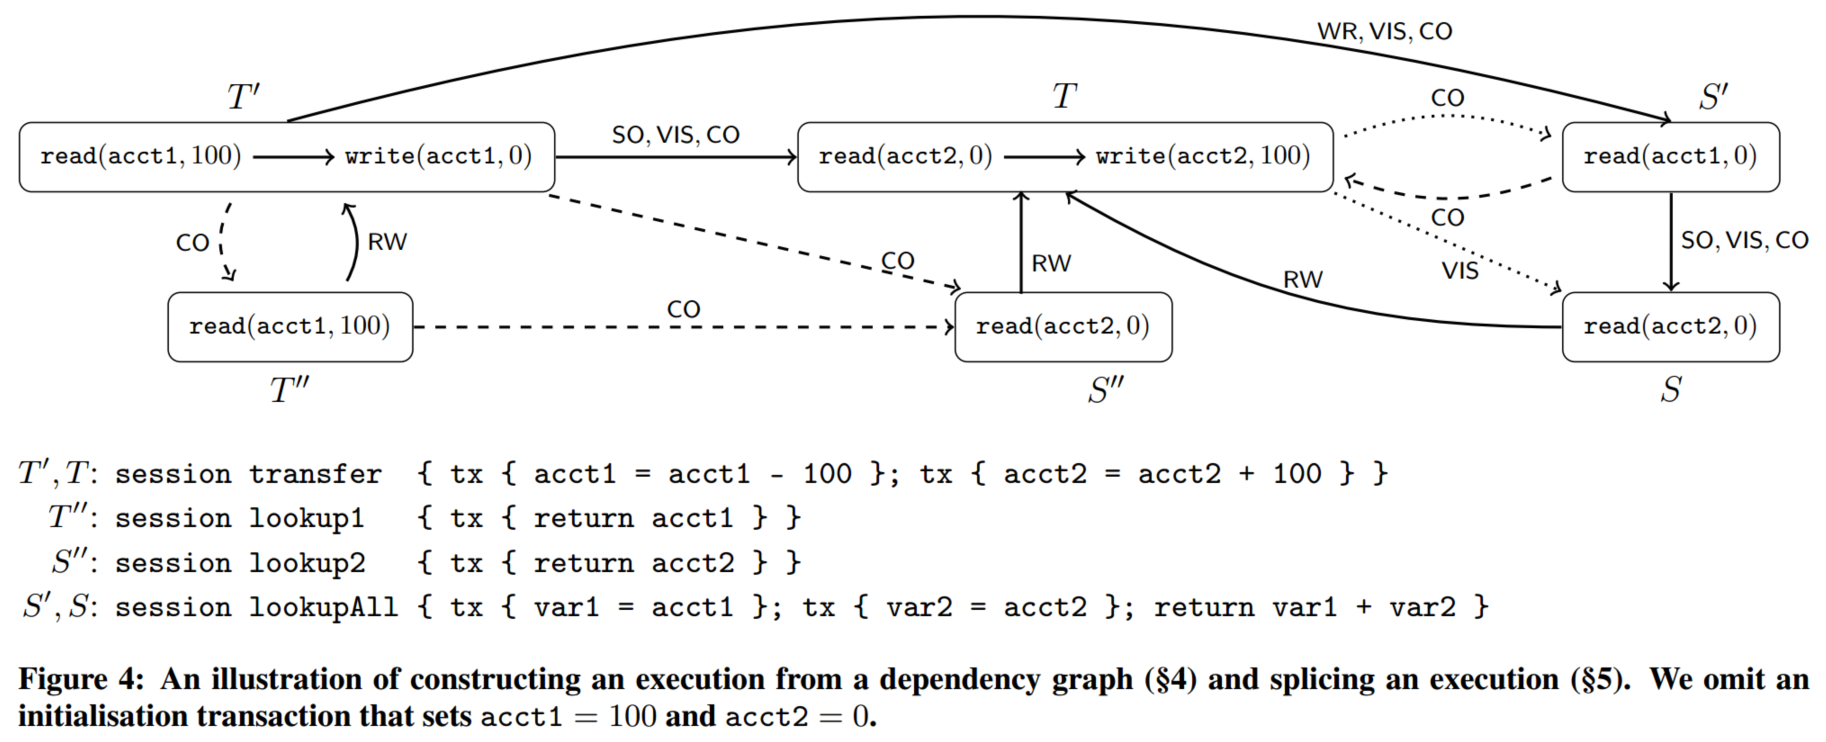 WR, VIS, CO
T′
T
CO
S′
read(acct1, 100)
write(acct1, 0)
SO, VIS, CO
read(acct2, 0)
write(acct2, 100)
read(acct1, 0)
CO
CO
RW
CO
RW
VIS
RW
SO, VIS, CO
read(acct1, 100)
CO
read(acct2, 0)
read(acct2, 0)
T″
S″
S
T′, T: session transfer { tx { acct1 = acct1 - 100 }; tx { acct2 = acct2 + 100 } }
T″: session lookup1 { tx { return acct1 } }
S″: session lookup2 { tx { return acct2 } }
S′, S: session lookupAll { tx { var1 = acct1 }; tx { var2 = acct2 }; return var1 + var2 }
Figure 4: An illustration of constructing an execution from a dependency graph (§4) and splicing an execution (§5). We omit an
initialisation transaction that sets acct1 = 100 and acct2 = 0.